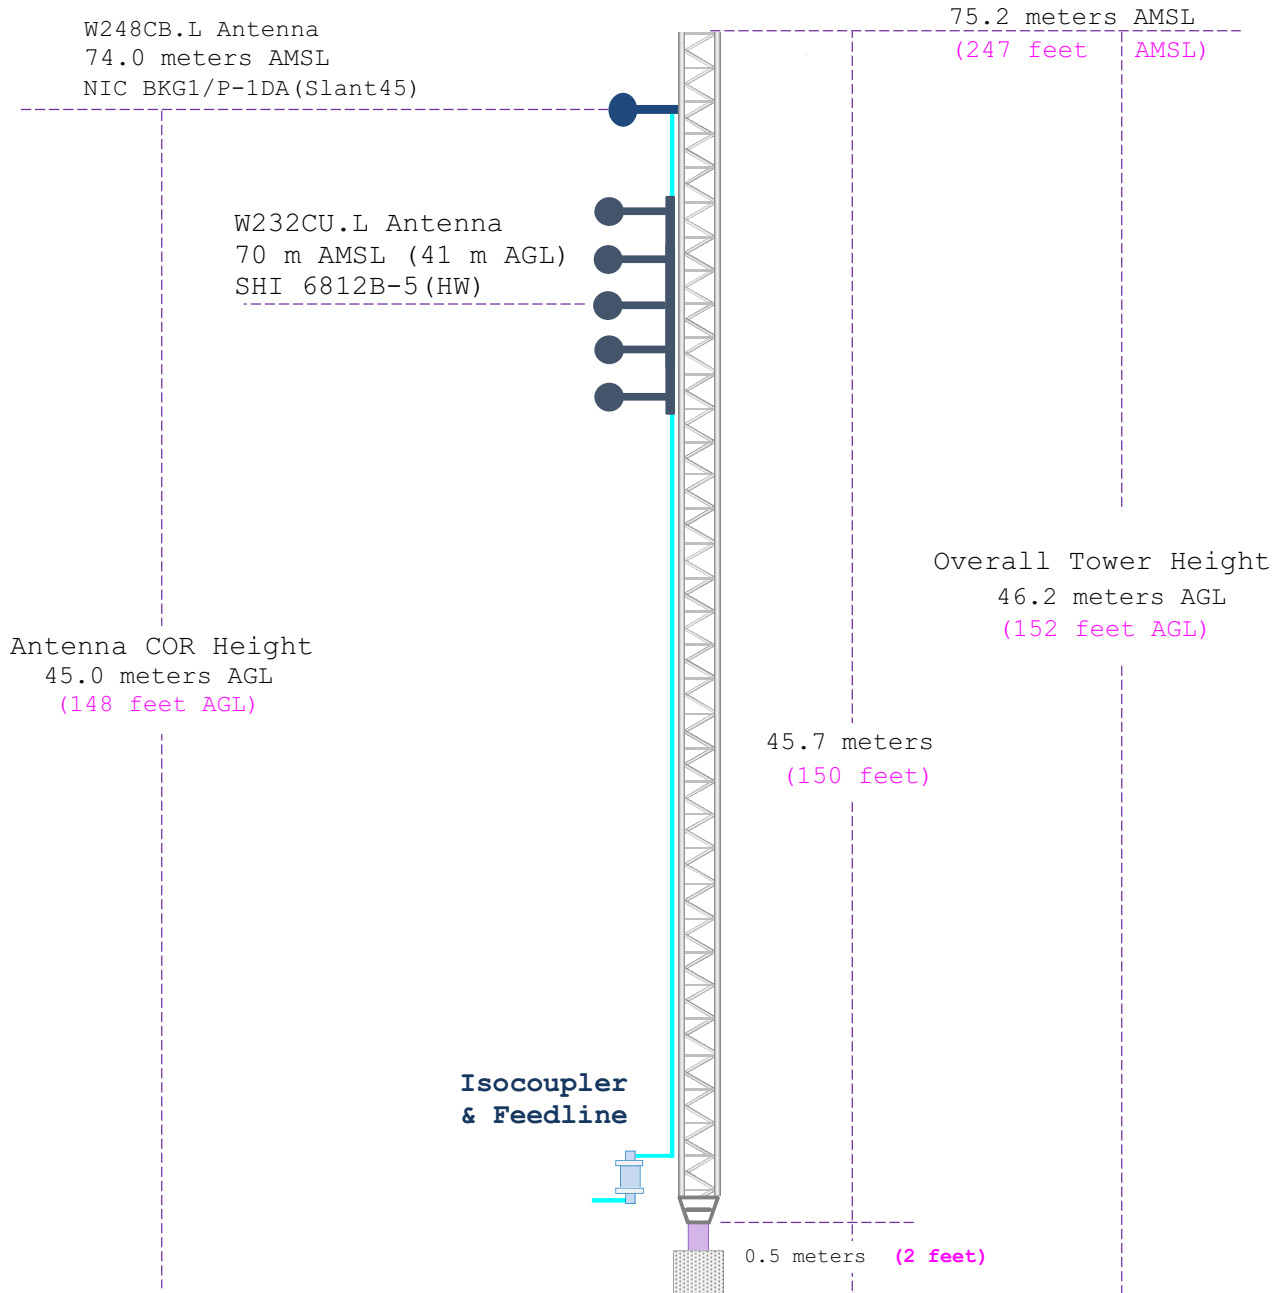 W248CB.L Antenna
74.0 meters AMSL
NIC BKG1/P-1DA(Slant45)
75.2 meters AMSL
(247 feet AMSL)
W232CU.L Antenna
70 m AMSL (41 m AGL)
SHI 6812B-5(HW)
Overall Tower Height
46.2 meters AGL
(152 feet AGL)
Antenna COR Height
45.0 meters AGL
(148 feet AGL)
45.7 meters
(150 feet)
Isocoupler
& Feedline
0.5 meters (2 feet)